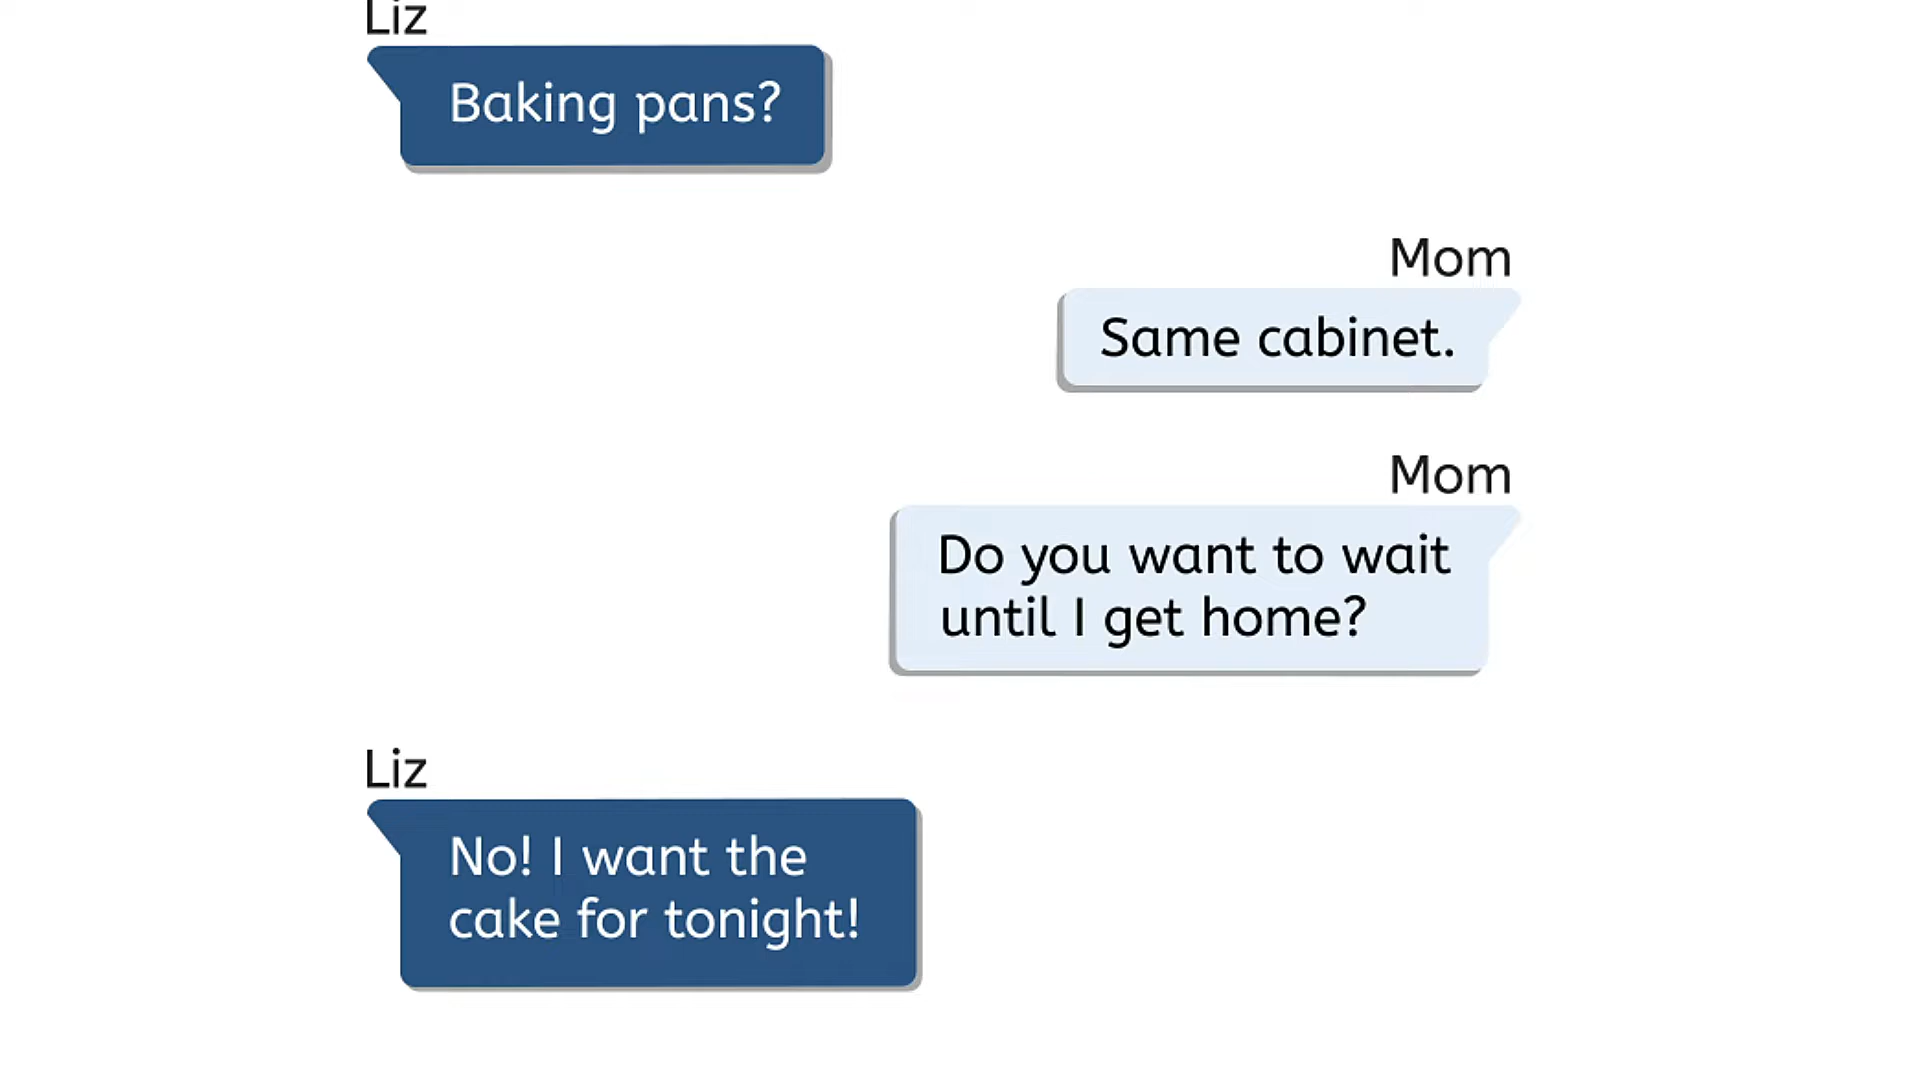 Liz
Baking pans?
Mom
Same cabinet.
Mom
Do you want to wait
until I get home?
Liz
No! I want the
cake for tonight!